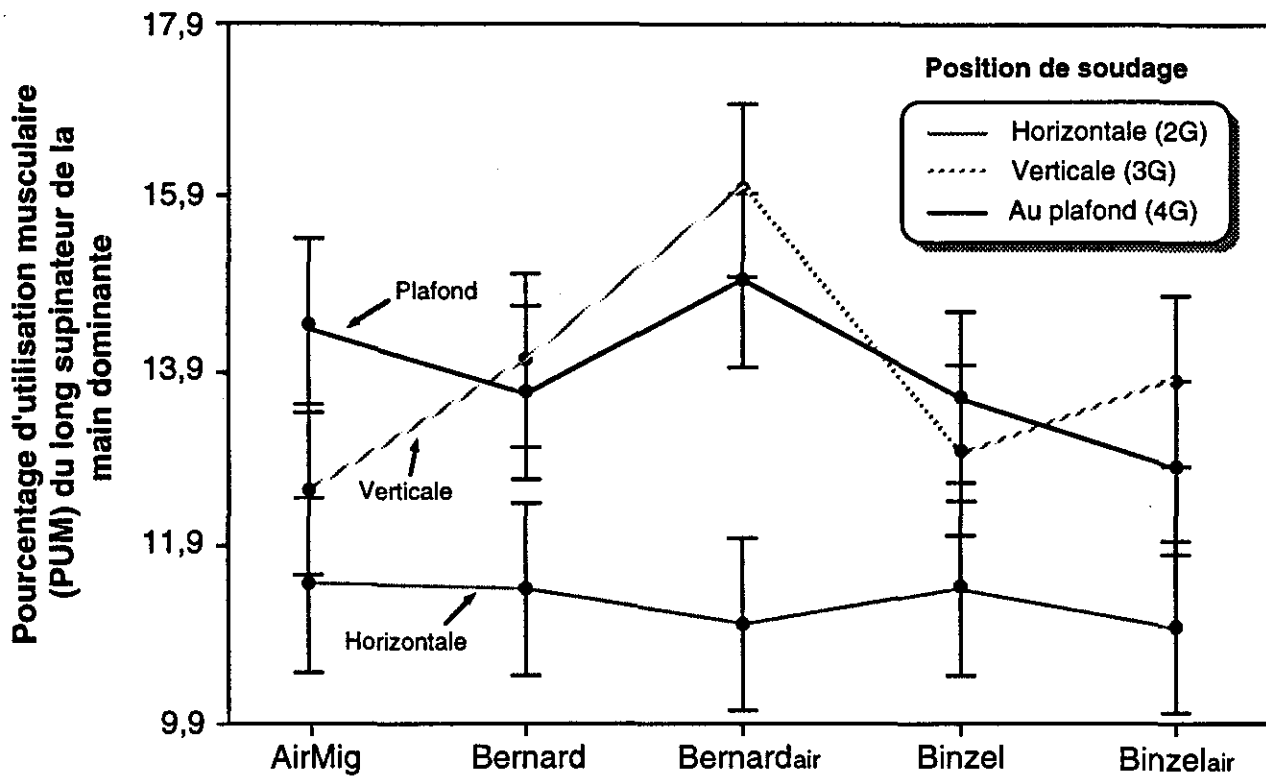 Pourcentage d'utilisation musculaire
(PUM) du long supinateur de la
main dominante
17,9
15,9
13,9
11,9
9,9
Position de soudage
Horizontale (2G)
Verticale (3G)
Au plafond (4G)
Plafond
Verticale
Horizontale
AirMig
Bernard
Bernardair
Binzel
Binzelair